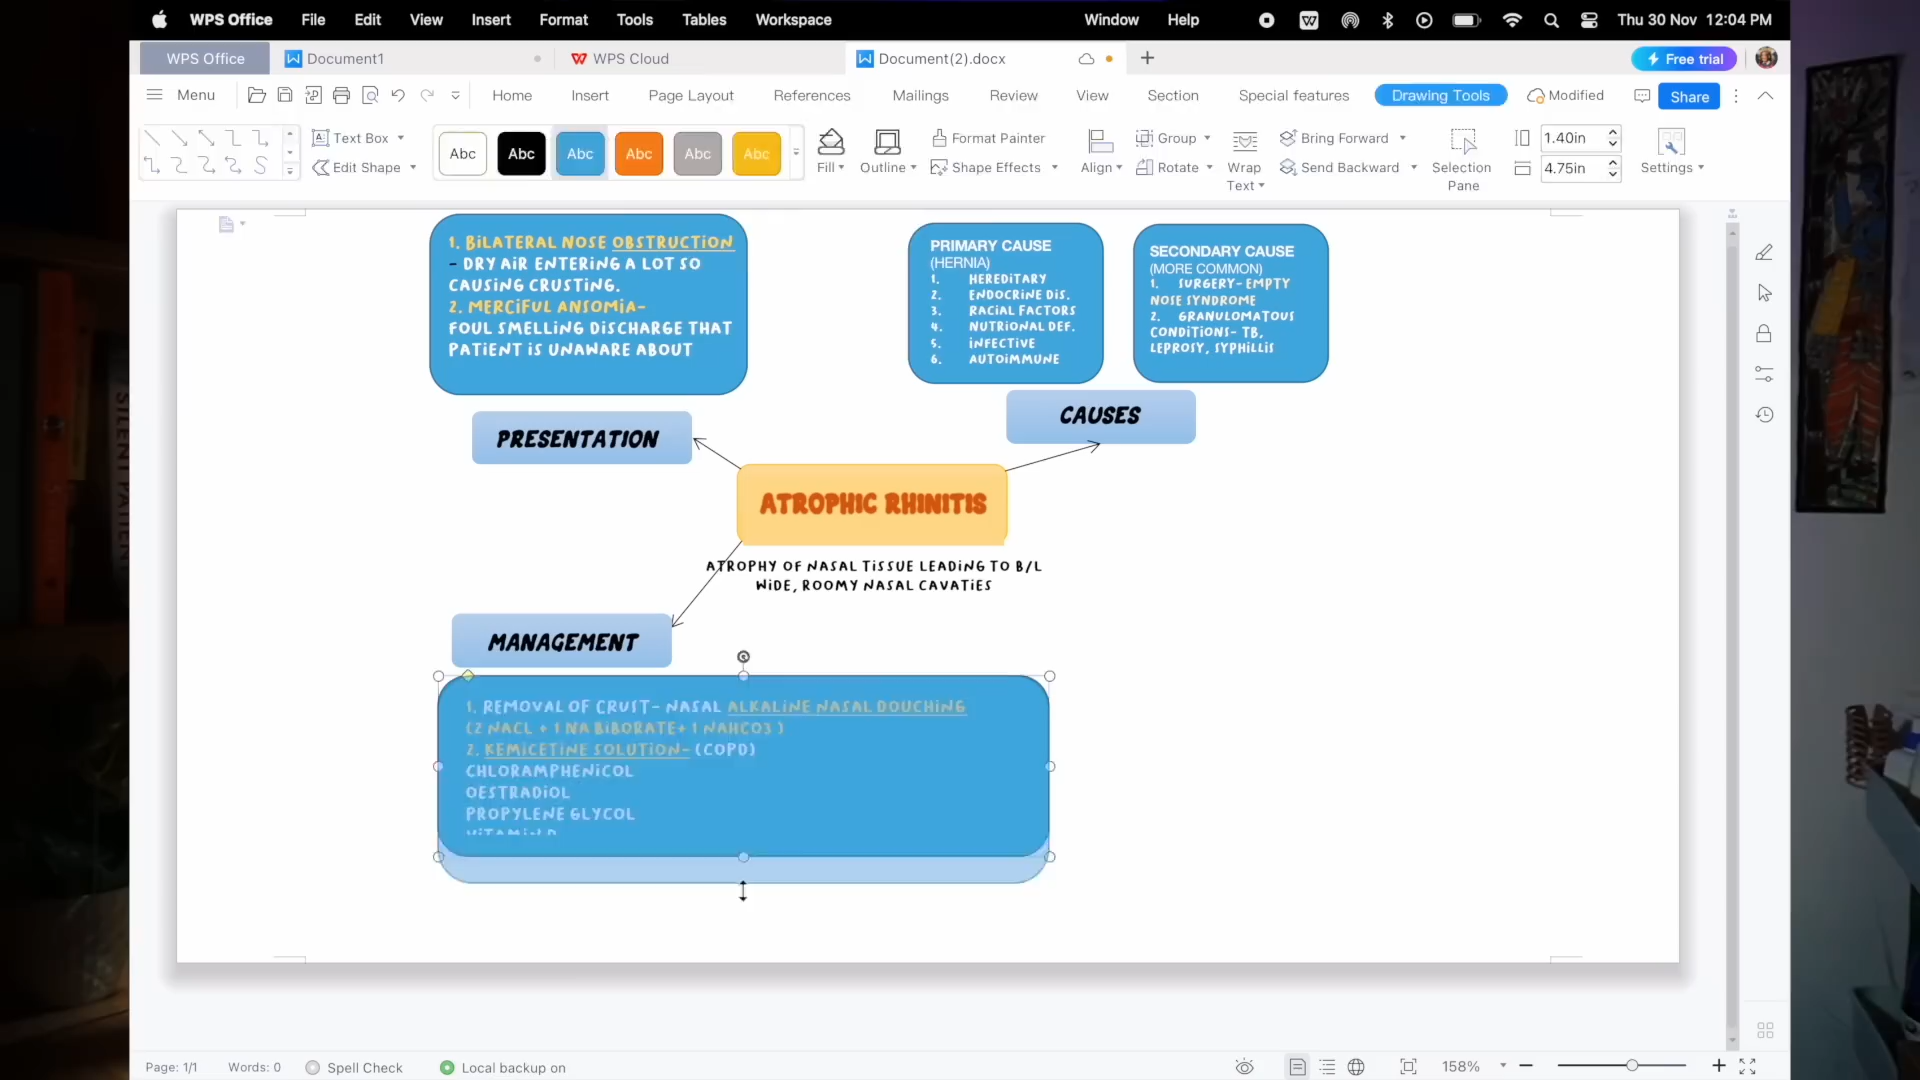 WPS Office File Edit View Insert Format Tools Tables Workspace Window Help Thu 30 Nov 12:04 PM
WPS Office Document1 WPS Cloud Document(2).docx Free trial
Menu Home Insert Page Layout References Mailings Review View Section Special features Drawing Tools Modified Share
Text Box Abc Abc Abc Abc Abc Abc Format Painter Group Bring Forward 1.40in
Edit Shape Fill Outline Shape Effects Align Rotate Wrap Text Send Backward Selection Pane 4.75in Settings
1. BILATERAL NOSE OBSTRUCTION
- DRY AIR ENTERING A LOT SO
CAUSING CRUSTING.
2. MERCIFUL ANSOMIA-
FOUL SMELLING DISCHARGE THAT
PATIENT IS UNAWARE ABOUT
PRIMARY CAUSE
(HERNIA)
1. HEREDITARY
2. ENDOCRINE DIS.
3. RACIAL FACTORS
4. NUTRIONAL DEF.
5. INFECTIVE
6. AUTOIMMUNE
SECONDARY CAUSE
(MORE COMMON)
1. SURGERY- EMPTY
NOSE SYNDROME
2. GRANULOMATOUS
CONDITIONS- TB,
LEPROSY, SYPHILLIS
PRESENTATION
CAUSES
ATROPHIC RHINITIS
ATROPHY OF NASAL TISSUE LEADING TO B/L
WIDE, ROOMY NASAL CAVATIES
MANAGEMENT
1. REMOVAL OF CRUST- NASAL ALKALINE NASAL DOUCHING
(2 NACL + 1 NA BIBORATE+ 1 NAHCO3 )
2. KEMICETINE SOLUTION- (COPD)
CHLORAMPHENICOL
OESTRADIOL
PROPYLENE GLYCOL
VITAMIN D
Page: 1/1 Words: 0 Spell Check Local backup on 158%
SILENT PATIENT